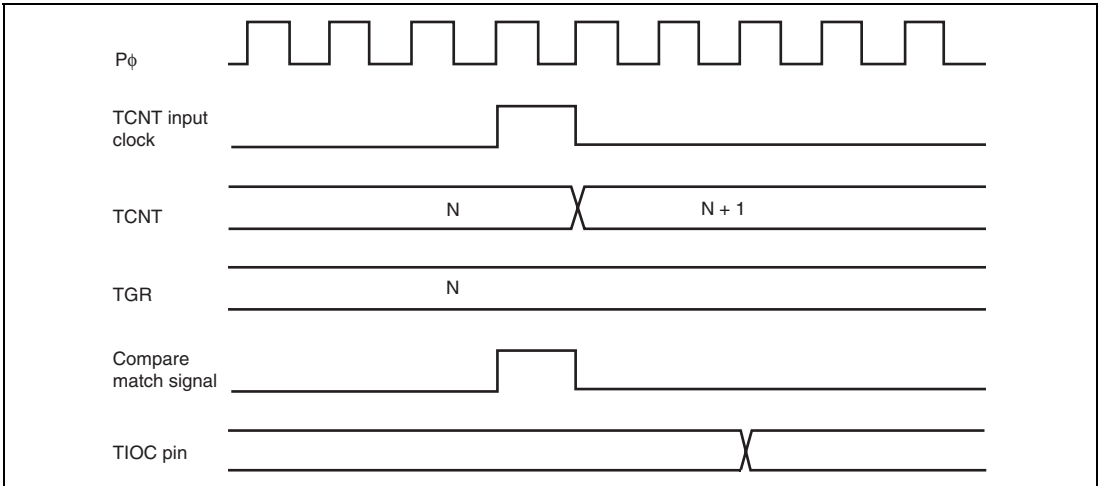 Pϕ
TCNT input
clock
TCNT
N
N + 1
TGR
N
Compare
match signal
TIOC pin